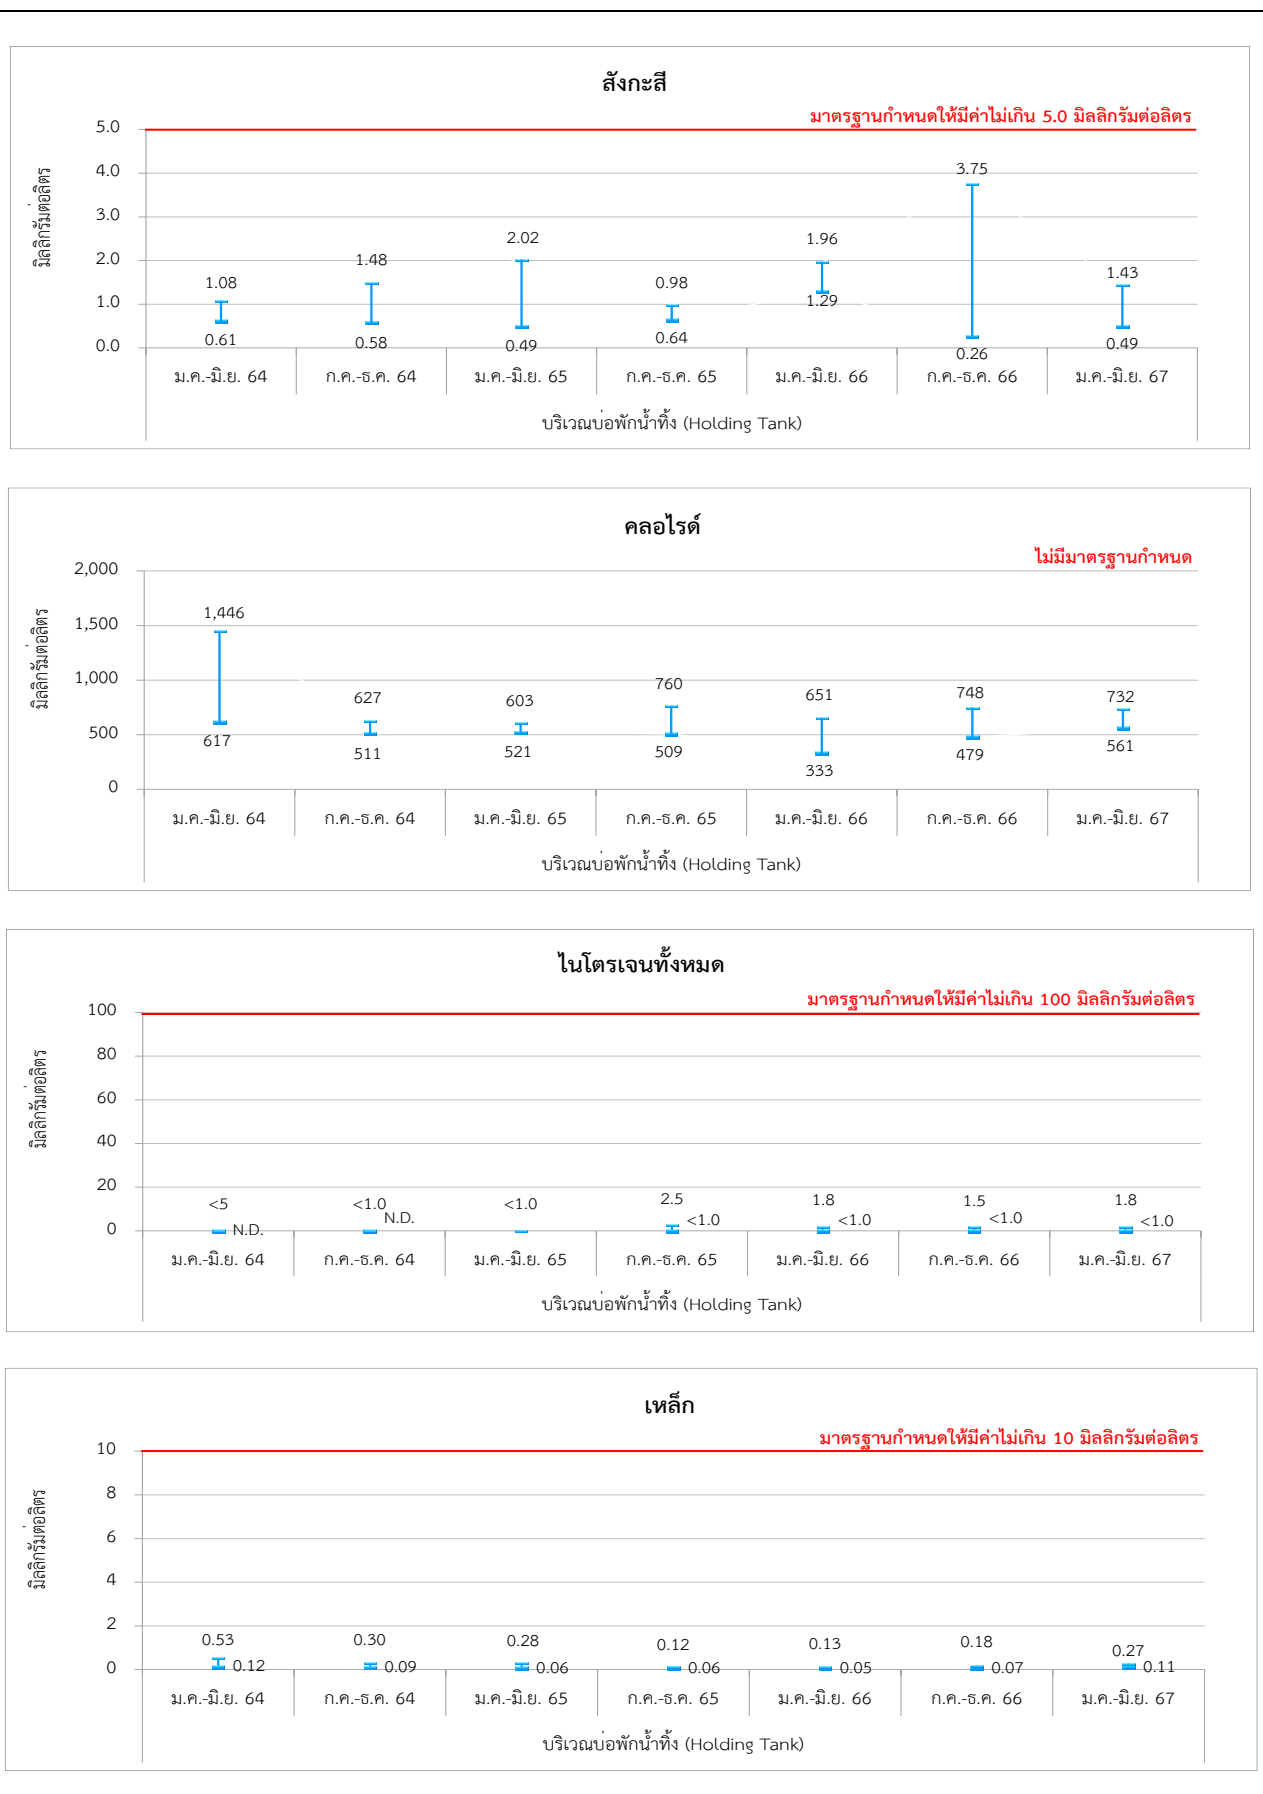 สังกะสี
มาตรฐานกำหนดให้มีค่าไม่เกิน 5.0 มิลลิกรัมต่อลิตร
มิลลิกรัมต่อลิตร
5.0
4.0
3.0
2.0
1.0
0.0
1.08 1.48 2.02 0.98 1.96 3.75 1.43
0.61 0.58 0.49 0.64 1.29 0.26 0.49
ม.ค.-มิ.ย. 64 ก.ค.-ธ.ค. 64 ม.ค.-มิ.ย. 65 ก.ค.-ธ.ค. 65 ม.ค.-มิ.ย. 66 ก.ค.-ธ.ค. 66 ม.ค.-มิ.ย. 67
บริเวณบ่อพักน้ำทิ้ง (Holding Tank)
คลอไรด์
ไม่มีมาตรฐานกำหนด
มิลลิกรัมต่อลิตร
2,000
1,500
1,000
500
0
1,446 627 603 760 651 748 732
617 511 521 509 333 479 561
ม.ค.-มิ.ย. 64 ก.ค.-ธ.ค. 64 ม.ค.-มิ.ย. 65 ก.ค.-ธ.ค. 65 ม.ค.-มิ.ย. 66 ก.ค.-ธ.ค. 66 ม.ค.-มิ.ย. 67
บริเวณบ่อพักน้ำทิ้ง (Holding Tank)
ไนโตรเจนทั้งหมด
มาตรฐานกำหนดให้มีค่าไม่เกิน 100 มิลลิกรัมต่อลิตร
มิลลิกรัมต่อลิตร
100
80
60
40
20
0
<5 <1.0 <1.0 2.5 1.8 1.5 1.8
N.D. N.D. <1.0 <1.0 <1.0 <1.0
ม.ค.-มิ.ย. 64 ก.ค.-ธ.ค. 64 ม.ค.-มิ.ย. 65 ก.ค.-ธ.ค. 65 ม.ค.-มิ.ย. 66 ก.ค.-ธ.ค. 66 ม.ค.-มิ.ย. 67
บริเวณบ่อพักน้ำทิ้ง (Holding Tank)
เหล็ก
มาตรฐานกำหนดให้มีค่าไม่เกิน 10 มิลลิกรัมต่อลิตร
มิลลิกรัมต่อลิตร
10
8
6
4
2
0
0.53 0.30 0.28 0.12 0.13 0.18 0.27
0.12 0.09 0.06 0.06 0.05 0.07 0.11
ม.ค.-มิ.ย. 64 ก.ค.-ธ.ค. 64 ม.ค.-มิ.ย. 65 ก.ค.-ธ.ค. 65 ม.ค.-มิ.ย. 66 ก.ค.-ธ.ค. 66 ม.ค.-มิ.ย. 67
บริเวณบ่อพักน้ำทิ้ง (Holding Tank)